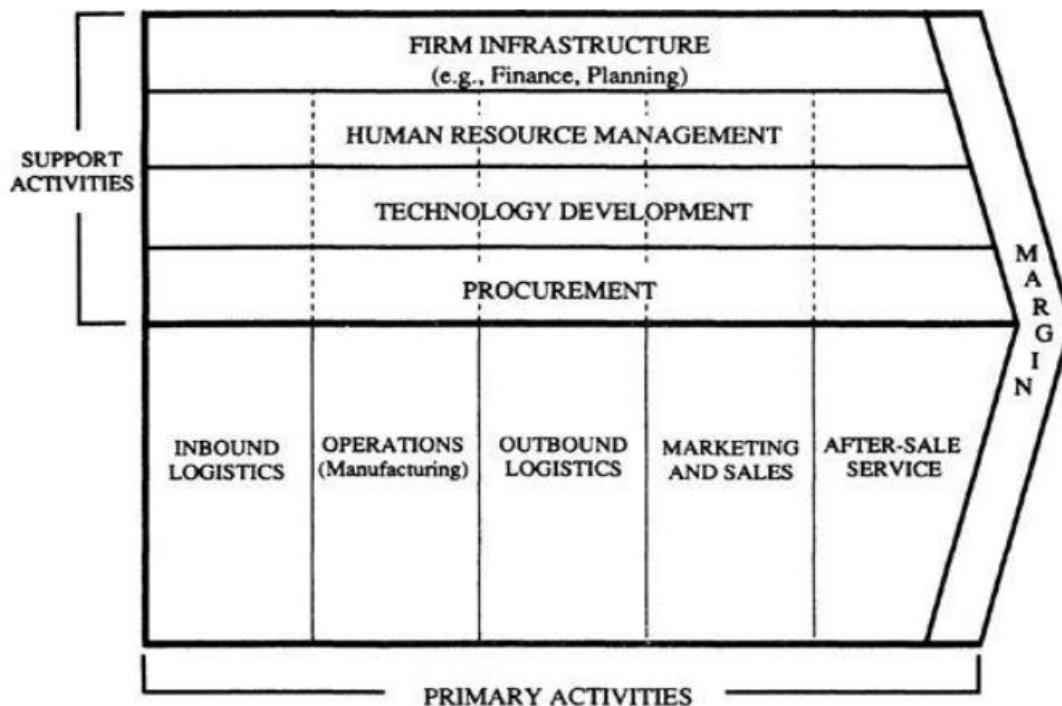 FIRM INFRASTRUCTURE
(e.g., Finance, Planning)
HUMAN RESOURCE MANAGEMENT
SUPPORT
ACTIVITIES
TECHNOLOGY DEVELOPMENT
PROCUREMENT
MARGIN
INBOUND
LOGISTICS
OPERATIONS
(Manufacturing)
OUTBOUND
LOGISTICS
MARKETING
AND SALES
AFTER-SALE
SERVICE
PRIMARY ACTIVITIES